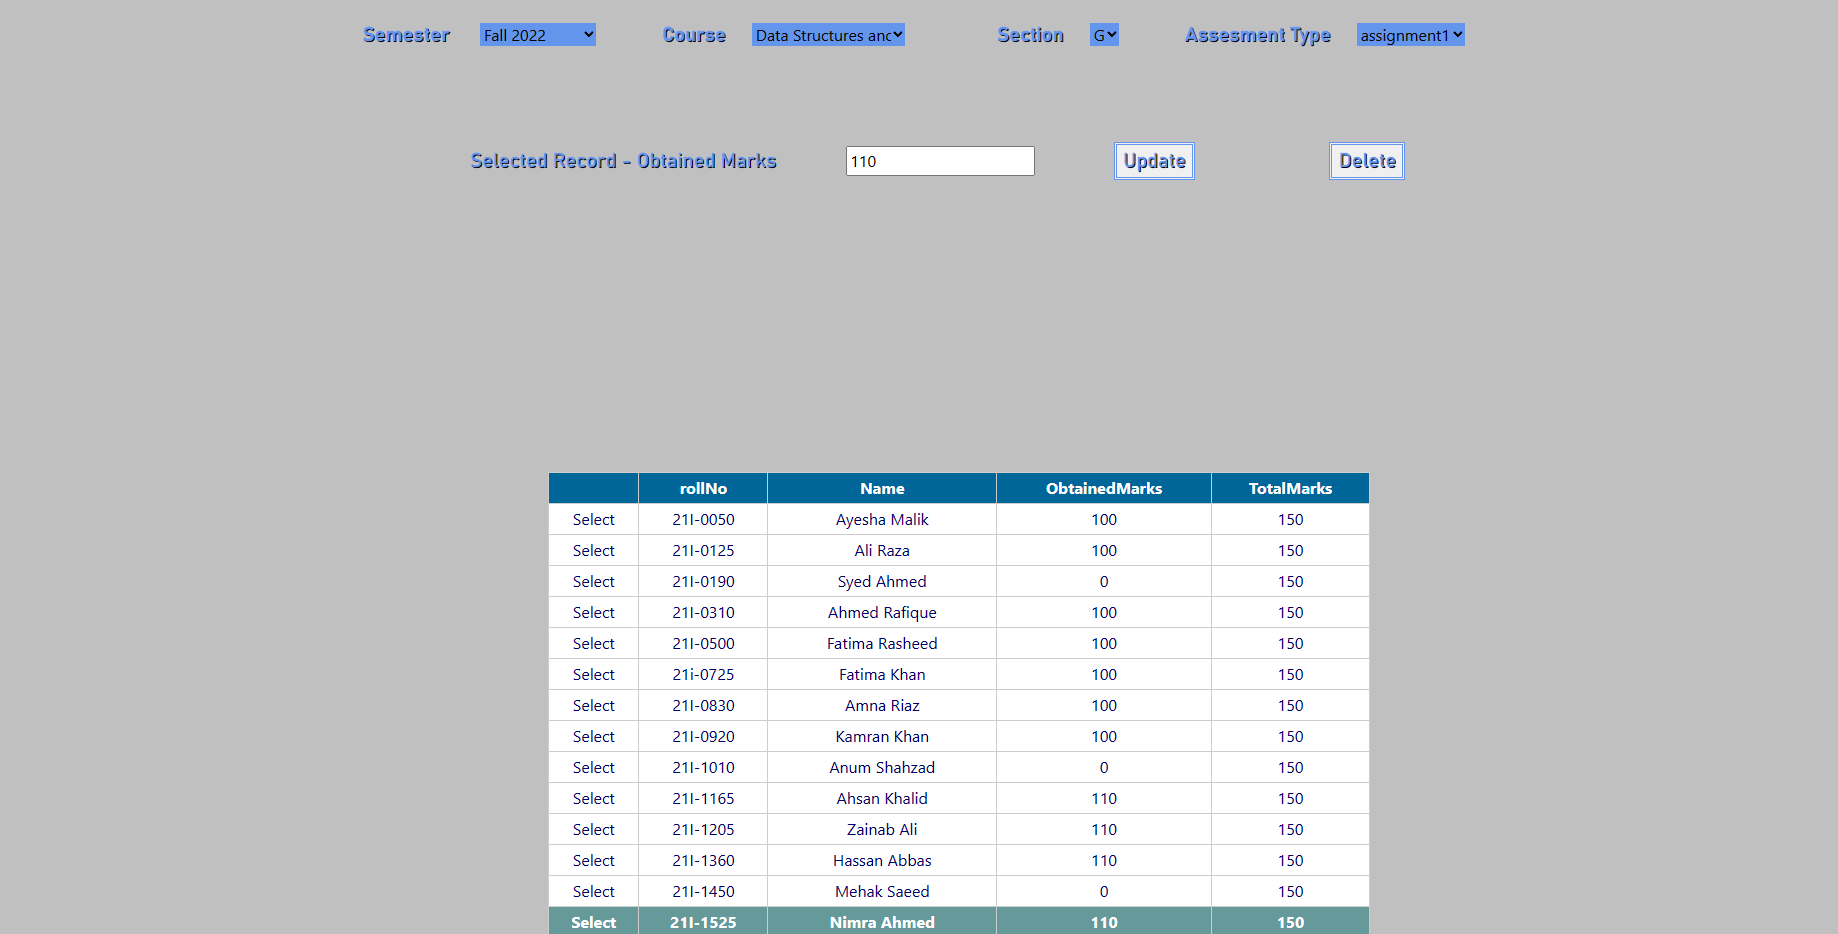 Semester Fall 2022 Course Data Structures anc Section G Assesment Type assignment1
Selected Record - Obtained Marks 110 Update Delete
rollNo Name ObtainedMarks TotalMarks
Select 21I-0050 Ayesha Malik 100 150
Select 21I-0125 Ali Raza 100 150
Select 21I-0190 Syed Ahmed 0 150
Select 21I-0310 Ahmed Rafique 100 150
Select 21I-0500 Fatima Rasheed 100 150
Select 21i-0725 Fatima Khan 100 150
Select 21I-0830 Amna Riaz 100 150
Select 21I-0920 Kamran Khan 100 150
Select 21I-1010 Anum Shahzad 0 150
Select 21I-1165 Ahsan Khalid 110 150
Select 21I-1205 Zainab Ali 110 150
Select 21I-1360 Hassan Abbas 110 150
Select 21I-1450 Mehak Saeed 0 150
Select 21I-1525 Nimra Ahmed 110 150